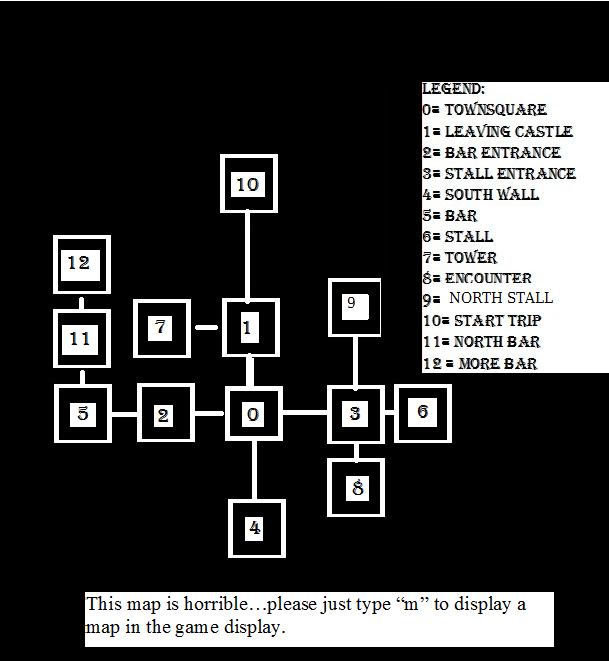 LEGEND:
0= TOWNSQUARE
1= LEAVING CASTLE
2= BAR ENTRANCE
3= STALL ENTRANCE
4= SOUTH WALL
5= BAR
6= STALL
7= TOWER
8= ENCOUNTER
9= NORTH STALL
10= START TRIP
11= NORTH BAR
12 = MORE BAR
10
12
9
7
1
11
5
2
0
3
6
8
4
This map is horrible…please just type “m” to display a
map in the game display.